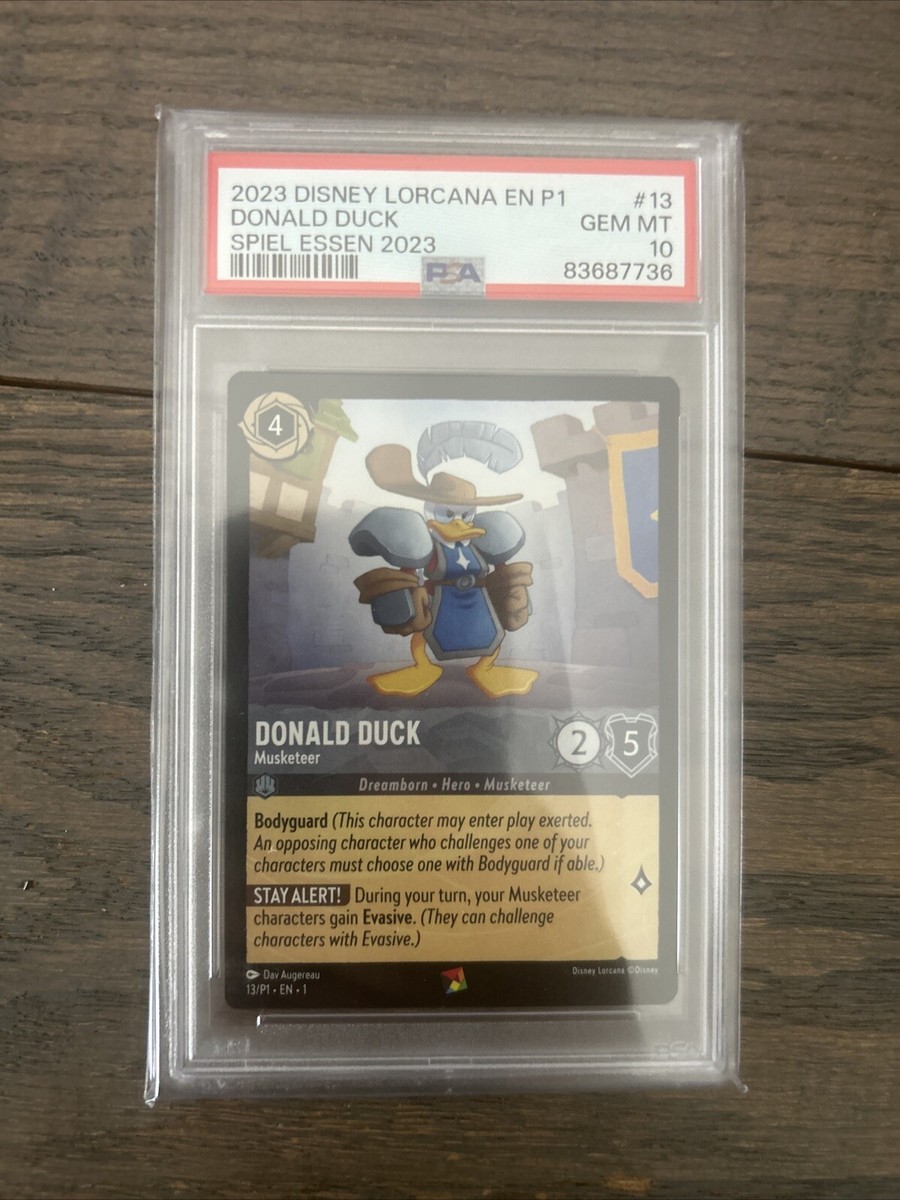 2023 DISNEY LORCANA EN P1 #13
DONALD DUCK GEM MT
SPIEL ESSEN 2023 10
PSA 83687736
4
DONALD DUCK
Musketeer
2 5
Dreamborn • Hero • Musketeer
Bodyguard (This character may enter play exerted.
An opposing character who challenges one of your
characters must choose one with Bodyguard if able.)
STAY ALERT! During your turn, your Musketeer
characters gain Evasive. (They can challenge
characters with Evasive.)
Dav Augereau Disney Lorcana ©Disney
13/P1 • EN • 1
PSA